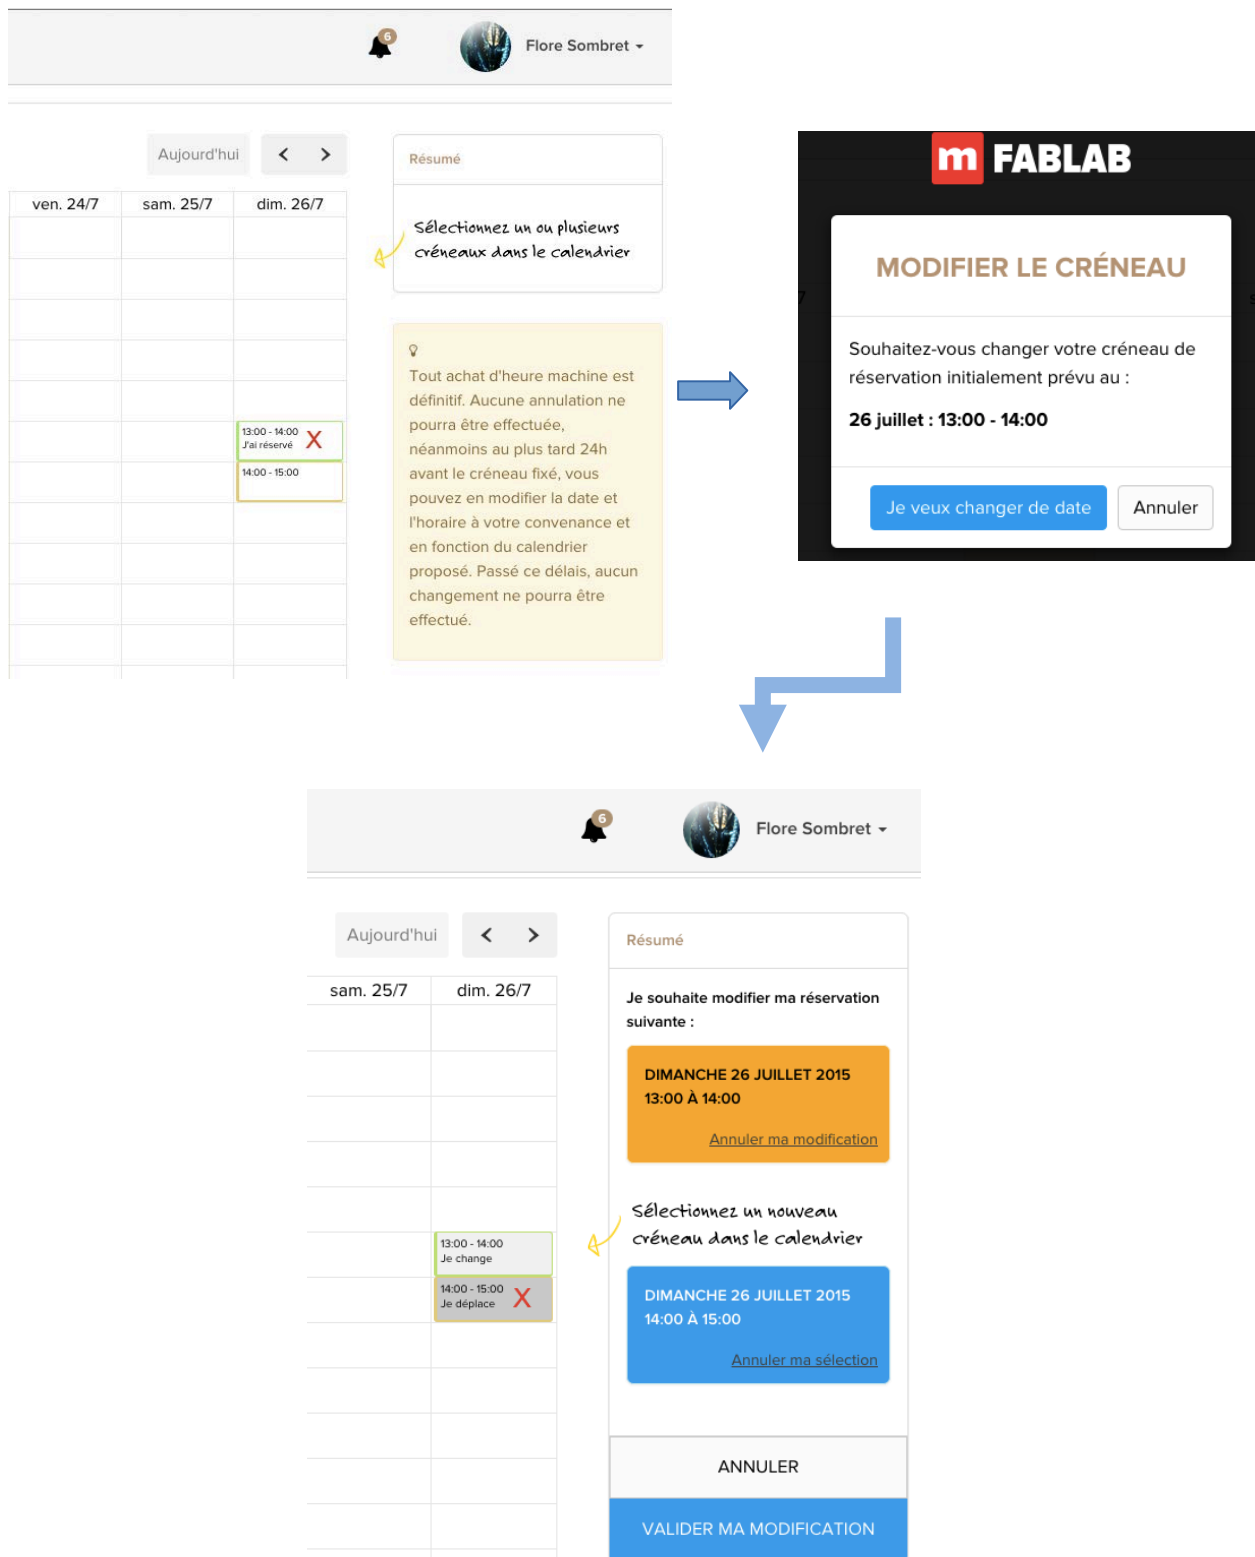 6
Flore Sombret
Aujourd'hui < >
ven. 24/7 sam. 25/7 dim. 26/7
13:00 - 14:00
J'ai réservé X
14:00 - 15:00
Résumé
Sélectionnez un ou plusieurs
créneaux dans le calendrier
Tout achat d'heure machine est
définitif. Aucune annulation ne
pourra être effectuée,
néanmoins au plus tard 24h
avant le créneau fixé, vous
pouvez en modifier la date et
l'horaire à votre convenance et
en fonction du calendrier
proposé. Passé ce délais, aucun
changement ne pourra être
effectué.
m FABLAB
7
MODIFIER LE CRÉNEAU
Souhaitez-vous changer votre créneau de
réservation initialement prévu au :
26 juillet : 13:00 - 14:00
Je veux changer de date Annuler
6
Flore Sombret
Aujourd'hui < >
sam. 25/7 dim. 26/7
13:00 - 14:00
Je change
14:00 - 15:00
Je déplace X
Résumé
Je souhaite modifier ma réservation
suivante :
DIMANCHE 26 JUILLET 2015
13:00 À 14:00
Annuler ma modification
Sélectionnez un nouveau
créneau dans le calendrier
DIMANCHE 26 JUILLET 2015
14:00 À 15:00
Annuler ma sélection
ANNULER
VALIDER MA MODIFICATION